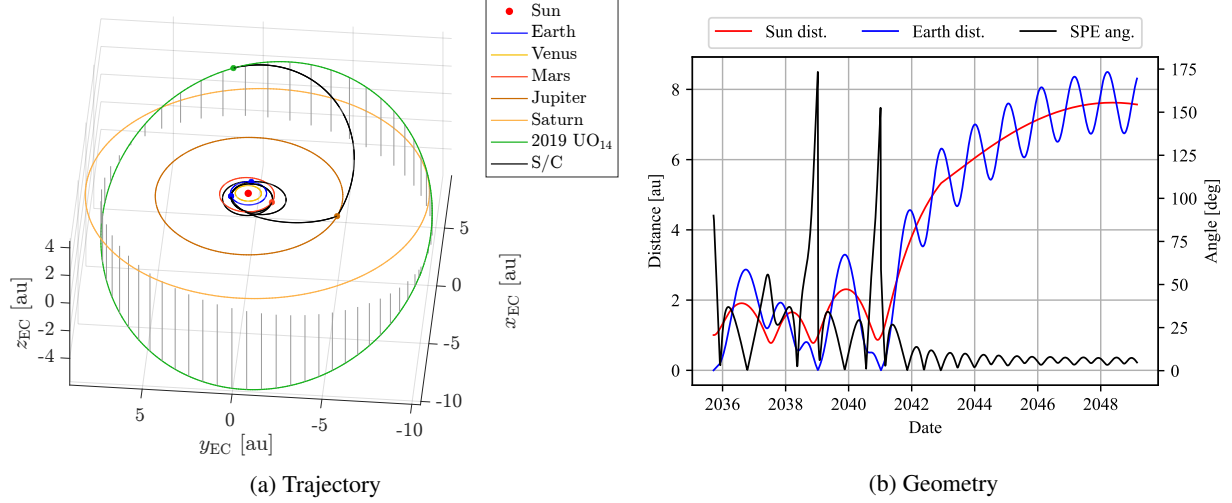 Sun
Earth
Venus
Mars
Jupiter
Saturn
2019 UO₁₄
S/C
4
2
0
-2
-4
z_EC [au]
5
0
-5
-10
y_EC [au]
5
0
-5
-10
x_EC [au]
(a) Trajectory
Sun dist. Earth dist. SPE ang.
8
6
4
2
0
Distance [au]
175
150
125
100
75
50
25
0
Angle [deg]
2036 2038 2040 2042 2044 2046 2048
Date
(b) Geometry